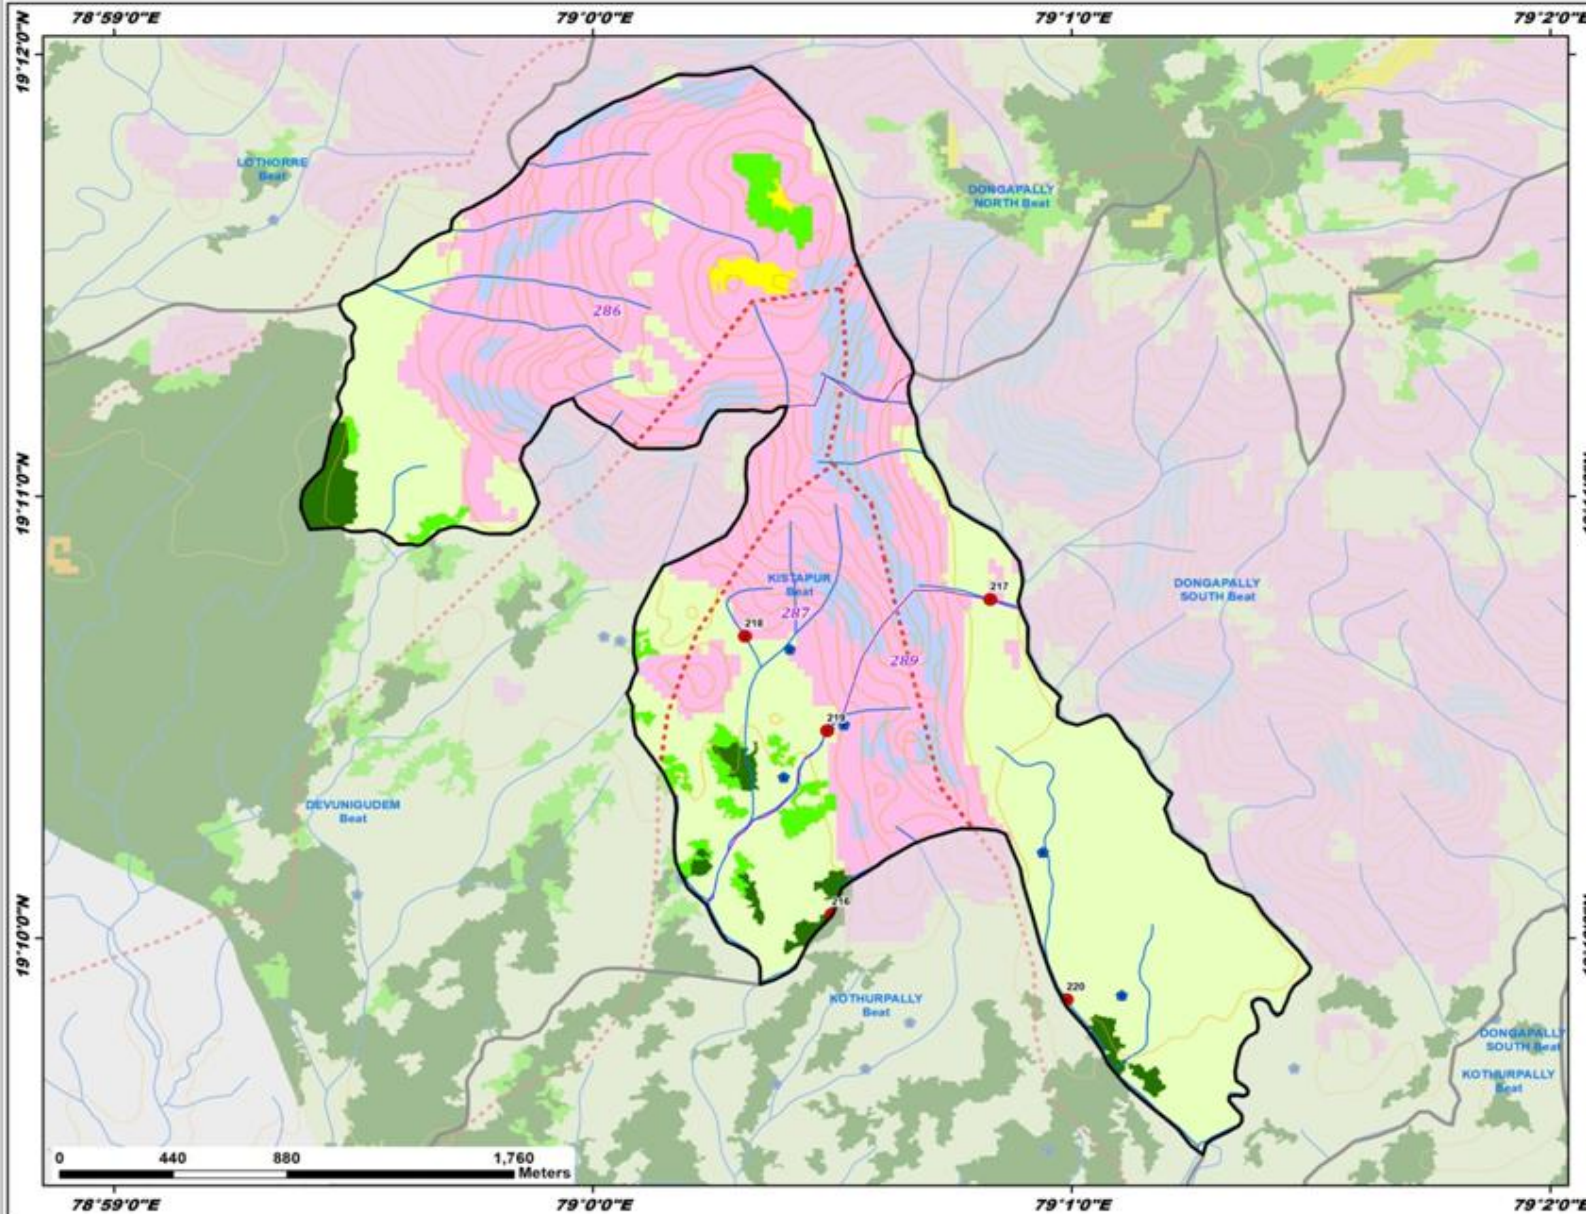 78°59'0"E
79°0'0"E
79°1'0"E
79°2'0"E
19°12'0"N
LOTHORRE
Beat
DONGAPALLY
NORTH Beat
286
19°11'0"N
KISTAPUR
Beat
287
DONGAPALLY
SOUTH Beat
217
218
289
219
DEVUNIGUDEM
Beat
216
19°10'0"N
220
KOTHURPALLY
Beat
DONGAPALLY
SOUTH Beat
KOTHURPALLY
Beat
0 440 880 1,760
Meters
78°59'0"E
79°0'0"E
79°1'0"E
79°2'0"E